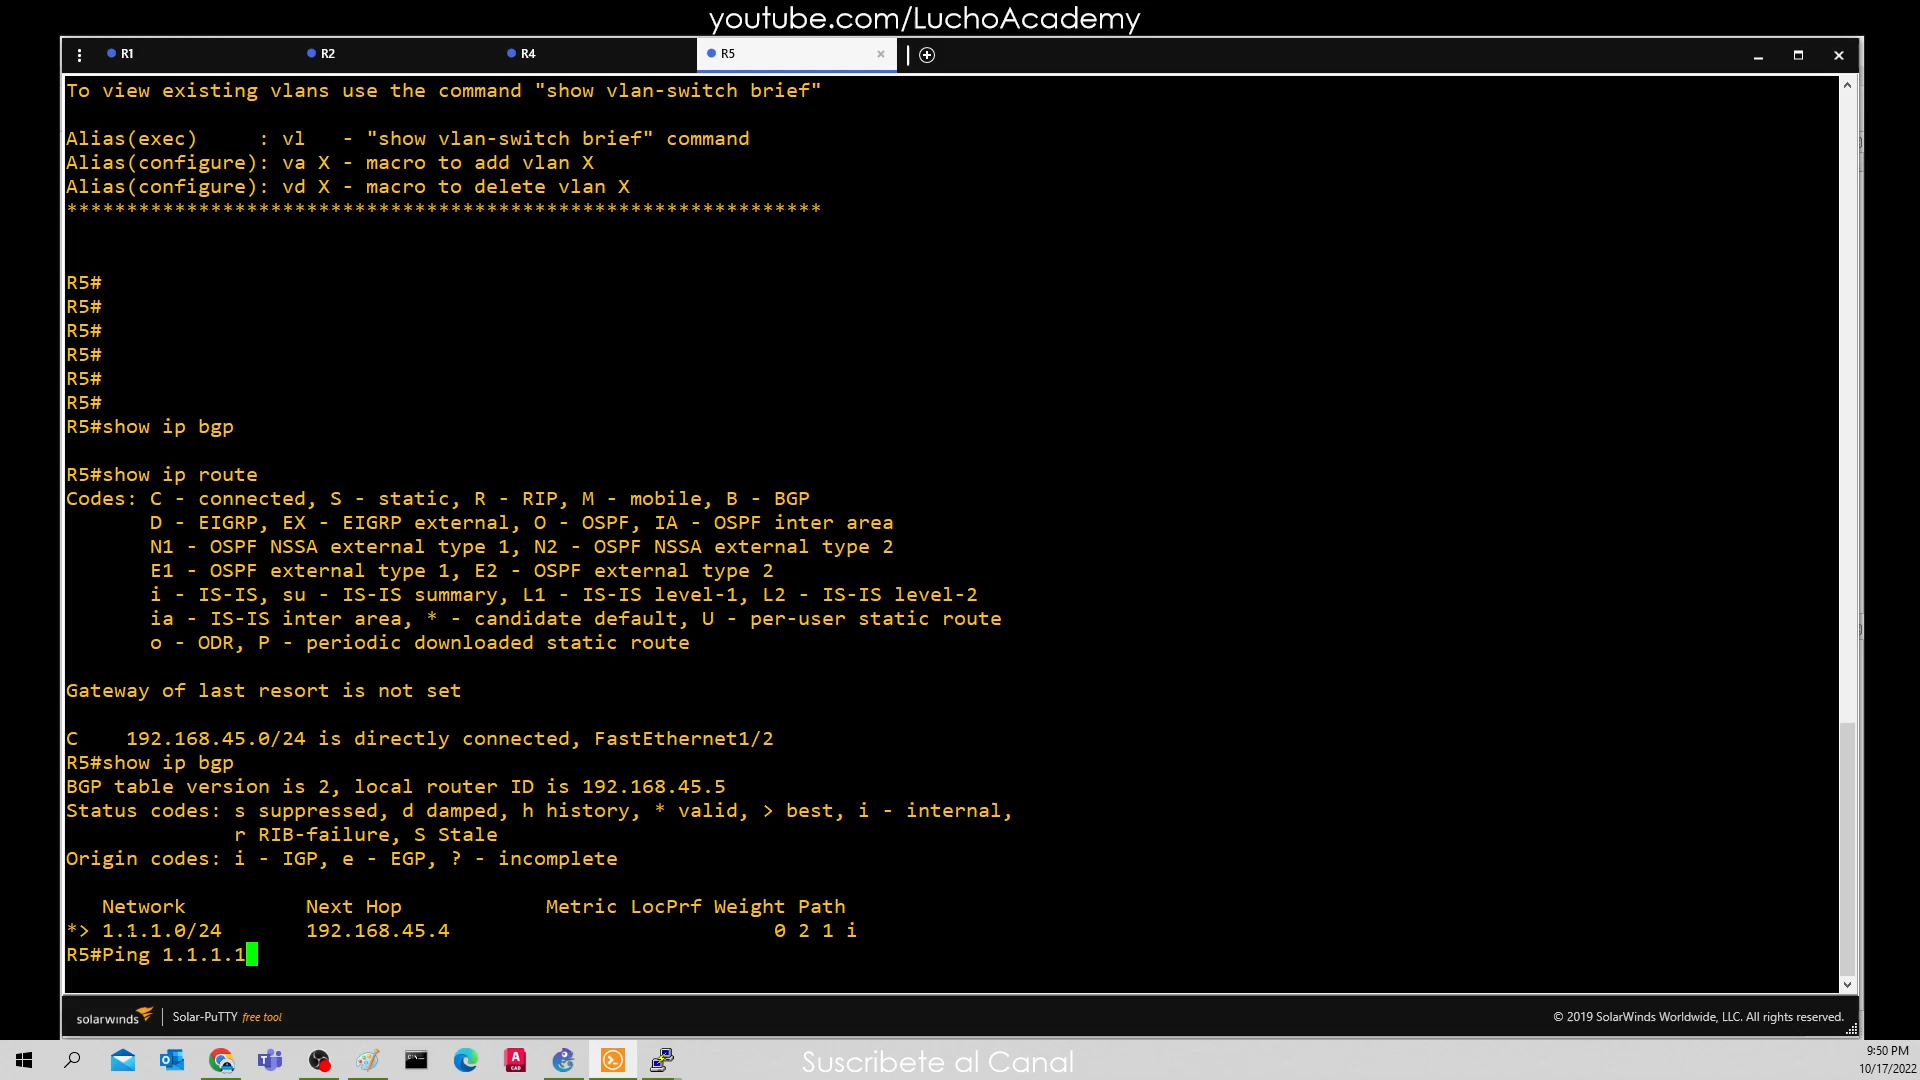 youtube.com/LuchoAcademy
R1 R2 R4 R5
To view existing vlans use the command "show vlan-switch brief"
Alias(exec)     : vl   - "show vlan-switch brief" command
Alias(configure): va X - macro to add vlan X
Alias(configure): vd X - macro to delete vlan X
***************************************************************
R5#
R5#
R5#
R5#
R5#
R5#
R5#show ip bgp
R5#show ip route
Codes: C - connected, S - static, R - RIP, M - mobile, B - BGP
       D - EIGRP, EX - EIGRP external, O - OSPF, IA - OSPF inter area
       N1 - OSPF NSSA external type 1, N2 - OSPF NSSA external type 2
       E1 - OSPF external type 1, E2 - OSPF external type 2
       i - IS-IS, su - IS-IS summary, L1 - IS-IS level-1, L2 - IS-IS level-2
       ia - IS-IS inter area, * - candidate default, U - per-user static route
       o - ODR, P - periodic downloaded static route
Gateway of last resort is not set
C    192.168.45.0/24 is directly connected, FastEthernet1/2
R5#show ip bgp
BGP table version is 2, local router ID is 192.168.45.5
Status codes: s suppressed, d damped, h history, * valid, > best, i - internal,
              r RIB-failure, S Stale
Origin codes: i - IGP, e - EGP, ? - incomplete
   Network          Next Hop            Metric LocPrf Weight Path
*> 1.1.1.0/24       192.168.45.4                           0 2 1 i
R5#Ping 1.1.1.1
solarwinds Solar-PuTTY free tool © 2019 SolarWinds Worldwide, LLC. All rights reserved.
Suscribete al Canal
9:50 PM
10/17/2022